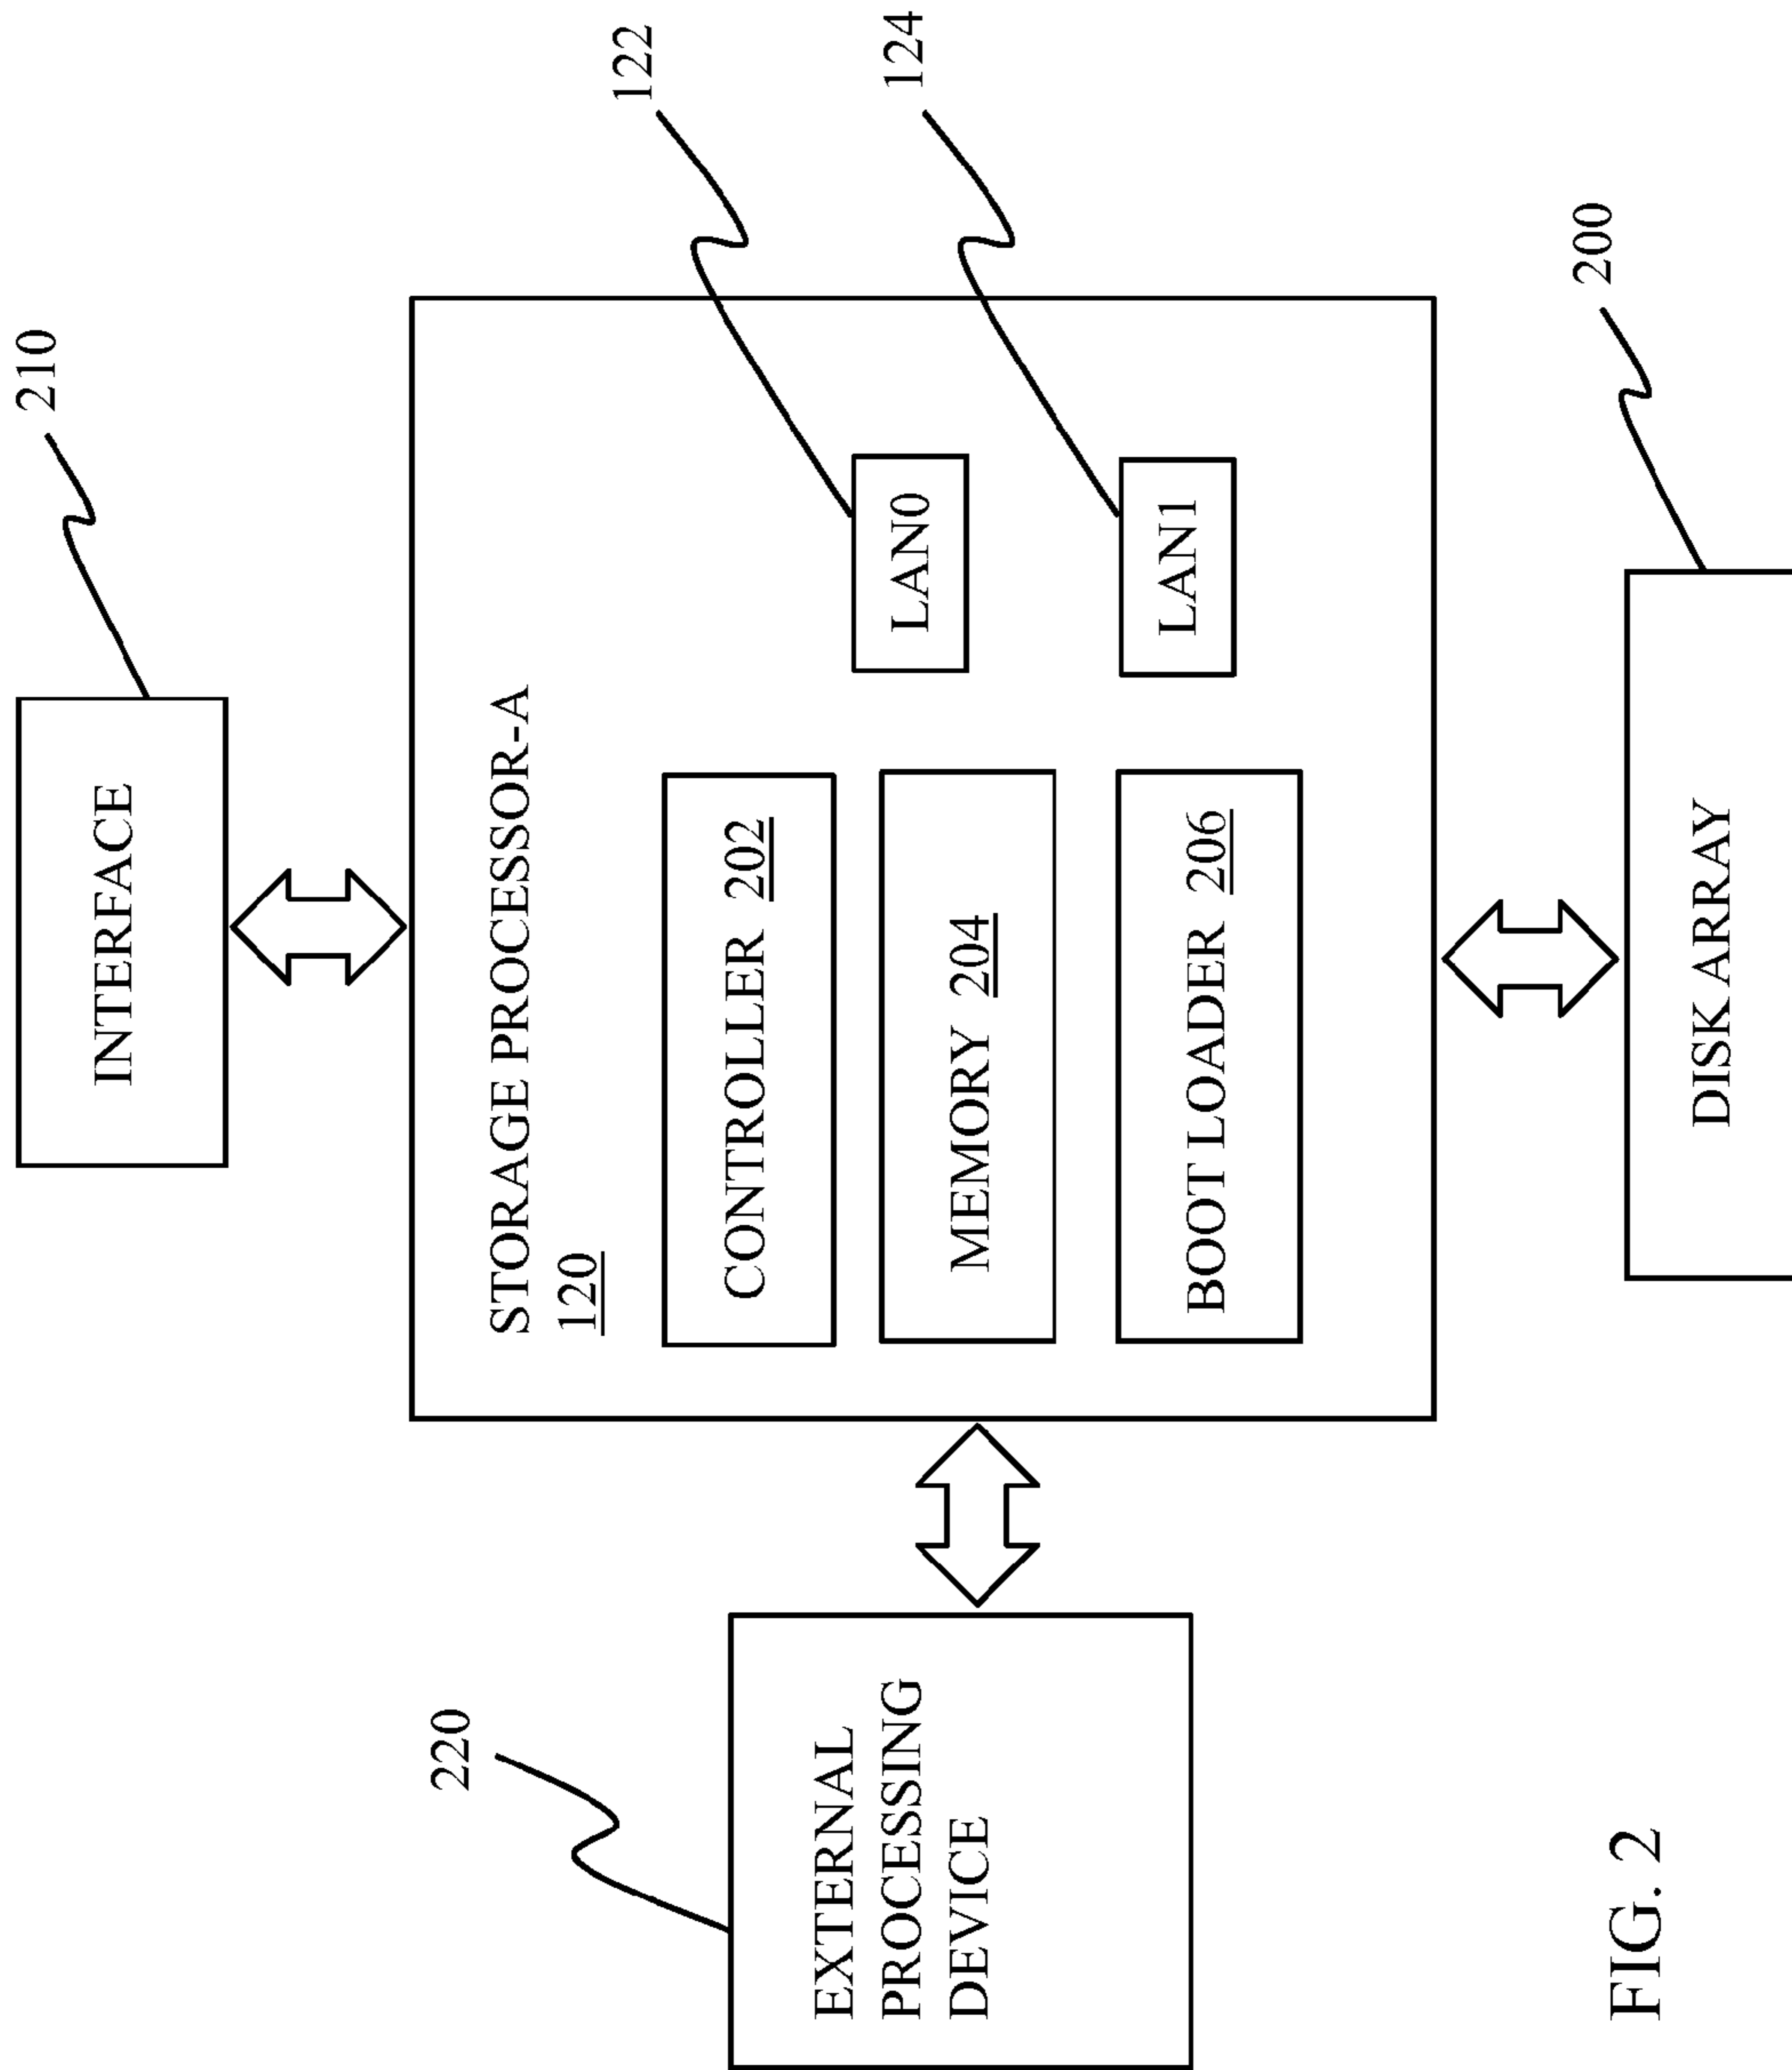 210
INTERFACE
122
STORAGE PROCESSOR-A
120
220
CONTROLLER 202
LAN0
124
EXTERNAL
PROCESSING
DEVICE
MEMORY 204
BOOT LOADER 206
LAN1
200
DISK ARRAY
FIG. 2